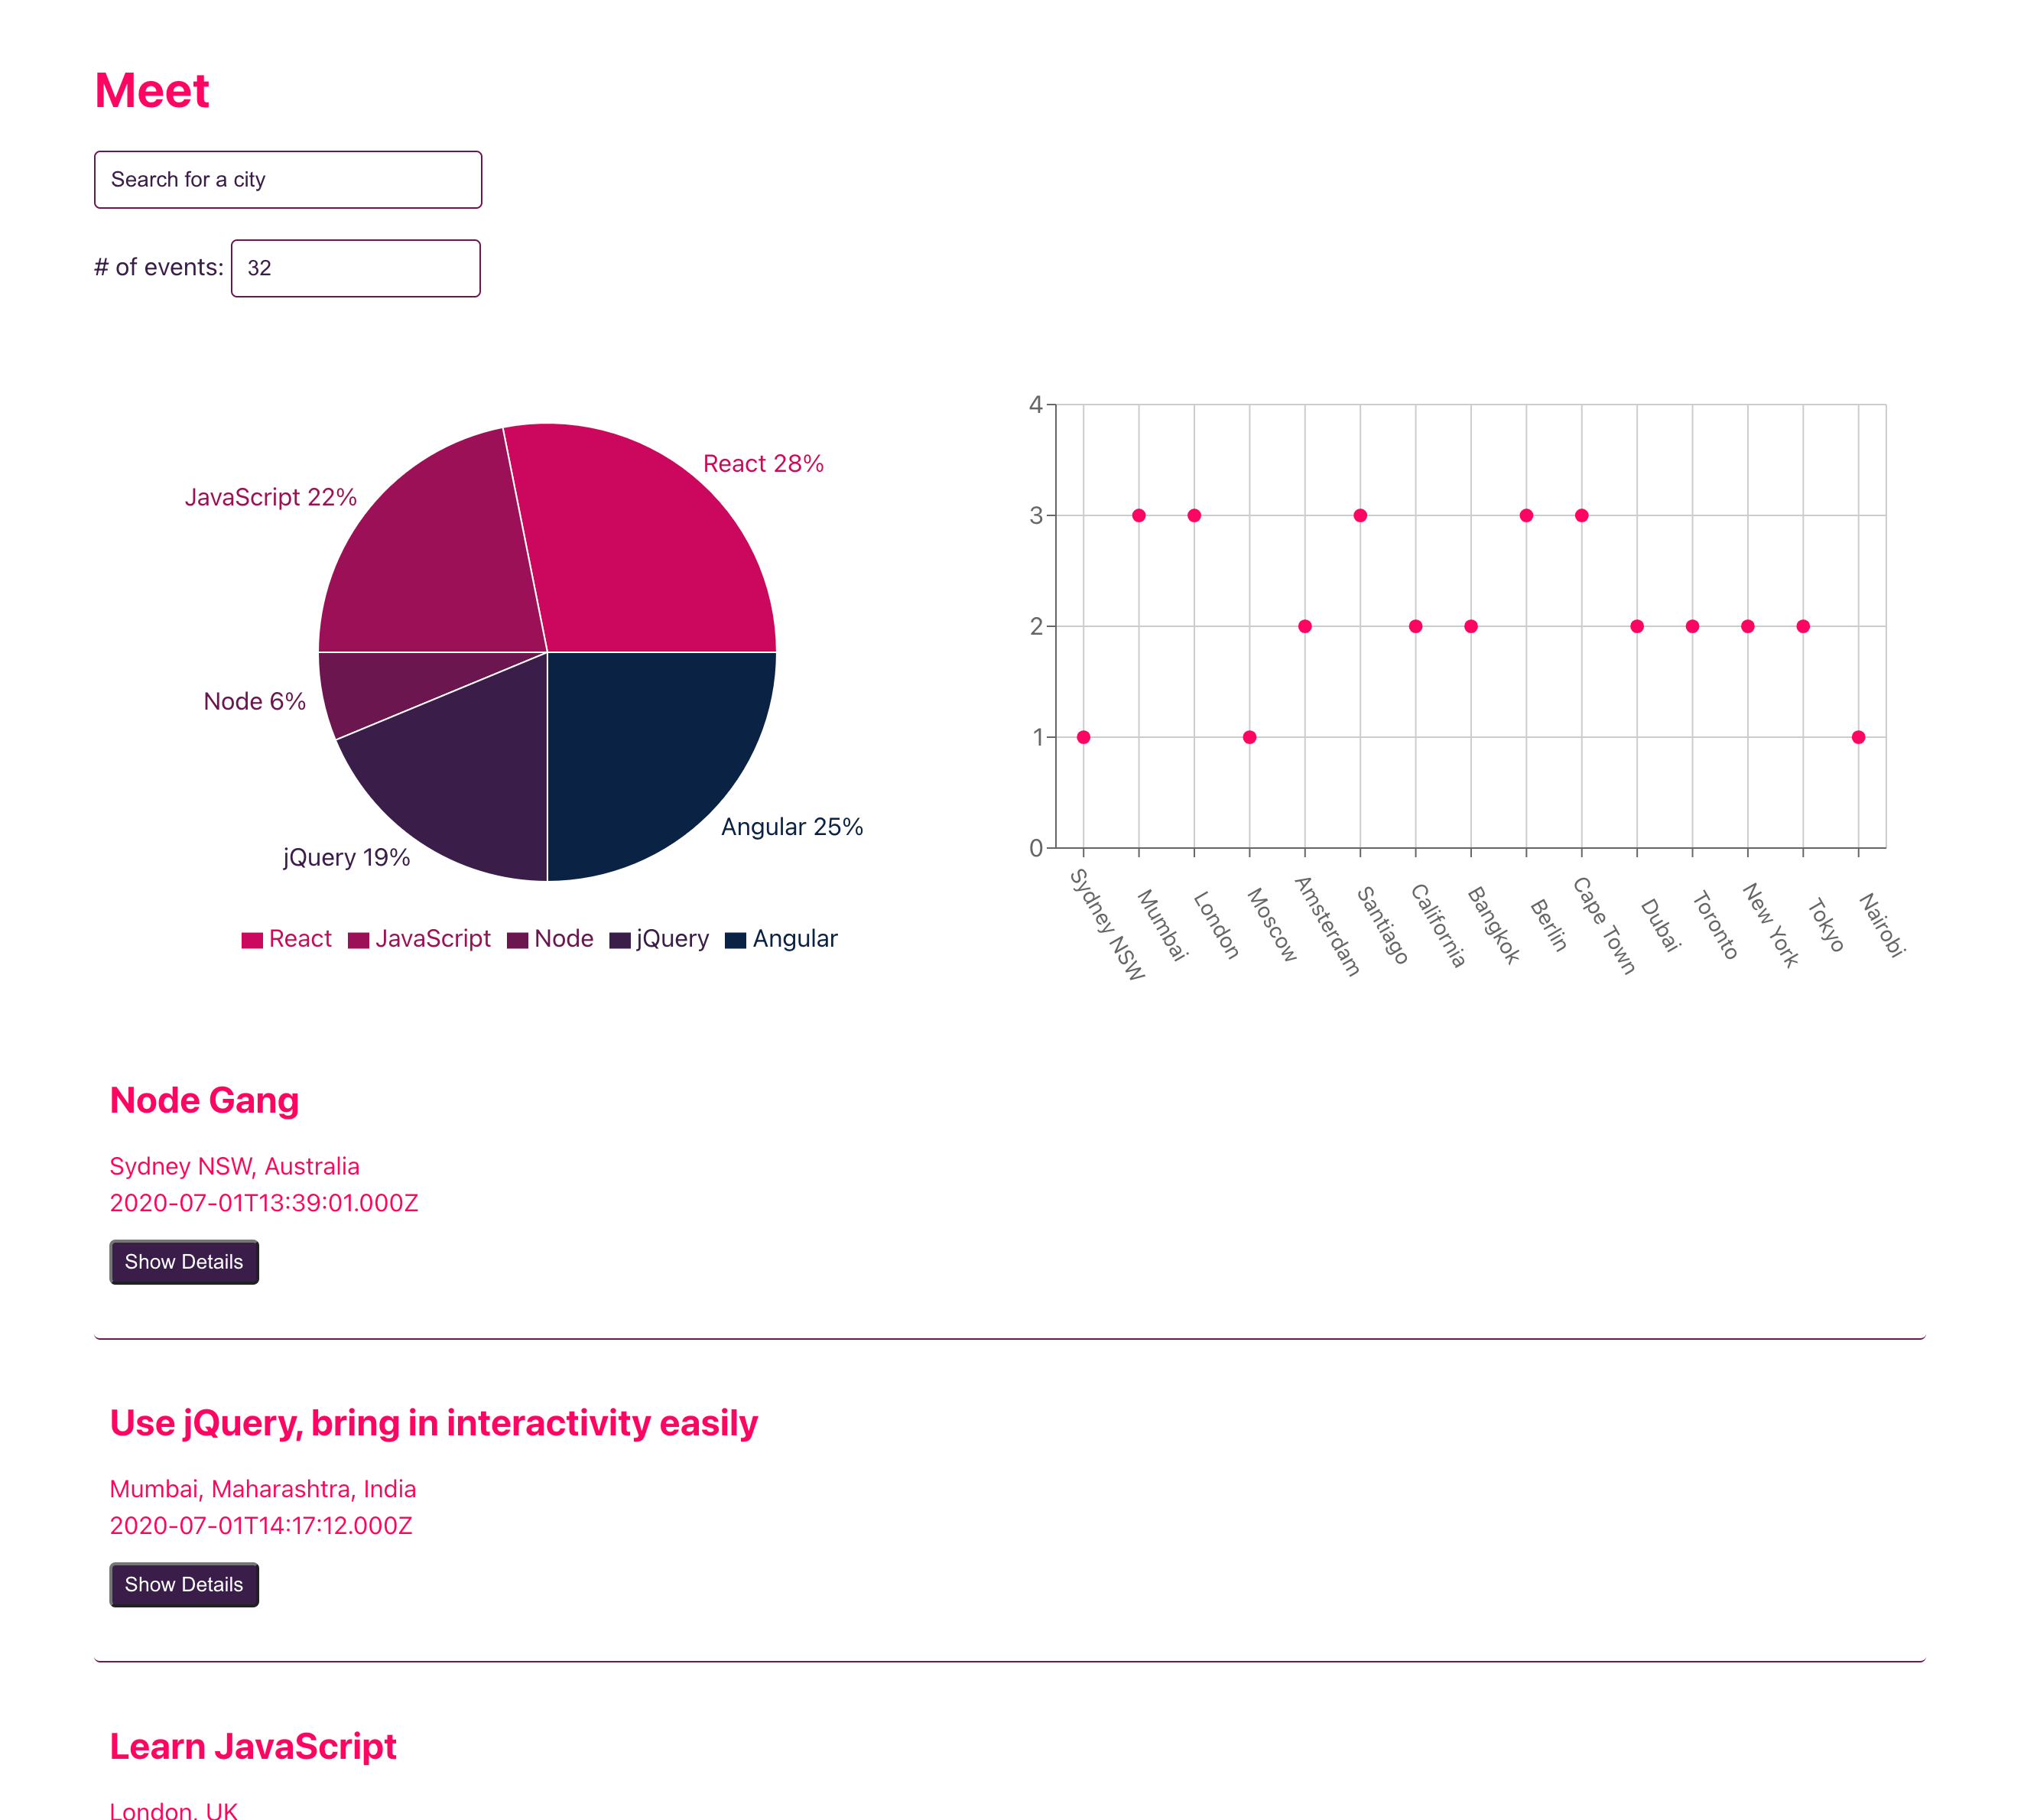 Meet
Search for a city
# of events: 32
React 28%
JavaScript 22%
Node 6%
jQuery 19%
Angular 25%
React JavaScript Node jQuery Angular
4
3
2
1
0
Sydney NSW
Mumbai
London
Moscow
Amsterdam
Santiago
California
Bangkok
Berlin
Cape Town
Dubai
Toronto
New York
Tokyo
Nairobi
Node Gang
Sydney NSW, Australia
2020-07-01T13:39:01.000Z
Show Details
Use jQuery, bring in interactivity easily
Mumbai, Maharashtra, India
2020-07-01T14:17:12.000Z
Show Details
Learn JavaScript
London, UK